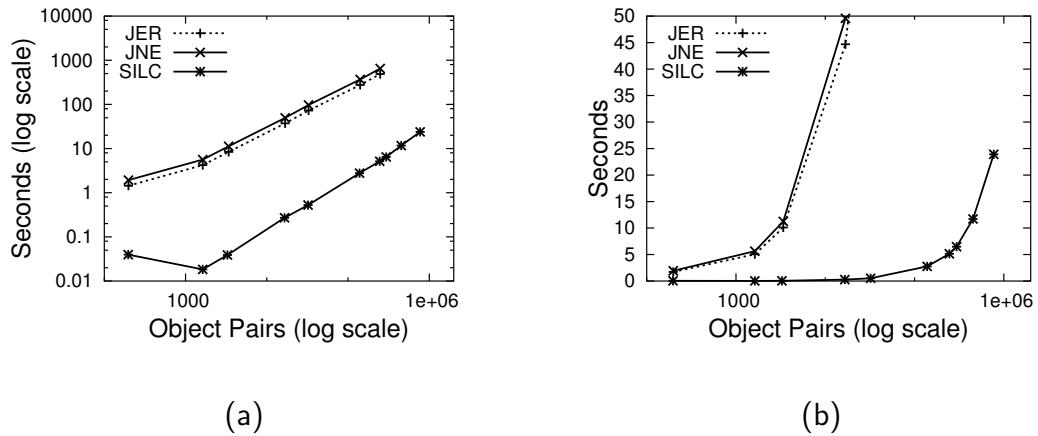 Seconds (log scale)
10000
1000
100
10
1
0.1
0.01
JER
JNE
SILC
1000
1e+06
Object Pairs (log scale)
(a)
Seconds
50
45
40
35
30
25
20
15
10
5
0
JER
JNE
SILC
1000
1e+06
Object Pairs (log scale)
(b)